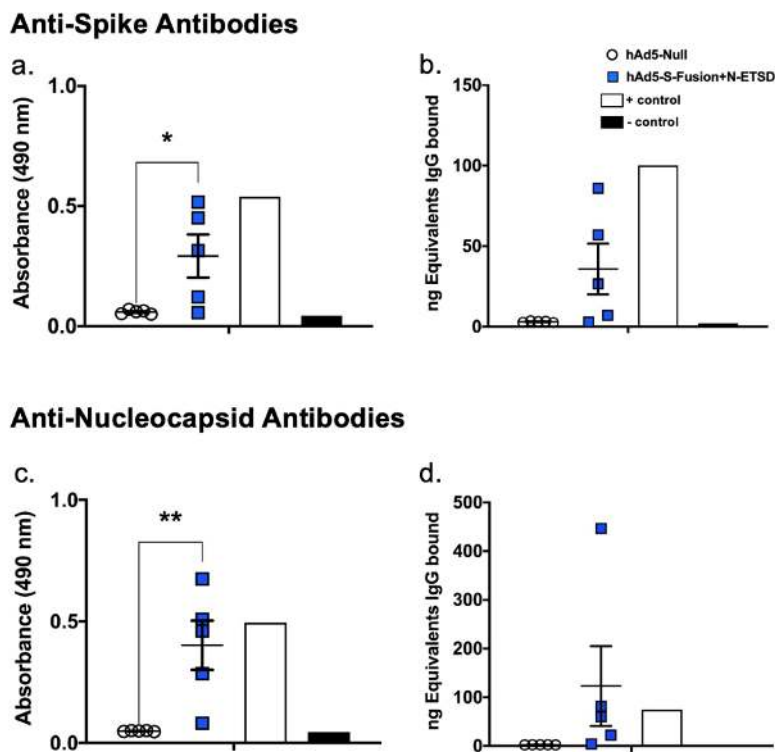 Anti-Spike Antibodies
a.
Absorbance (490 nm)
1.0
0.5
0.0
*
b.
ng Equivalents IgG bound
150
100
50
0
hAd5-Null
hAd5-S-Fusion+N-ETSD
+ control
- control
Anti-Nucleocapsid Antibodies
c.
Absorbance (490 nm)
1.0
0.5
0.0
**
d.
ng Equivalents IgG bound
500
400
300
200
100
0